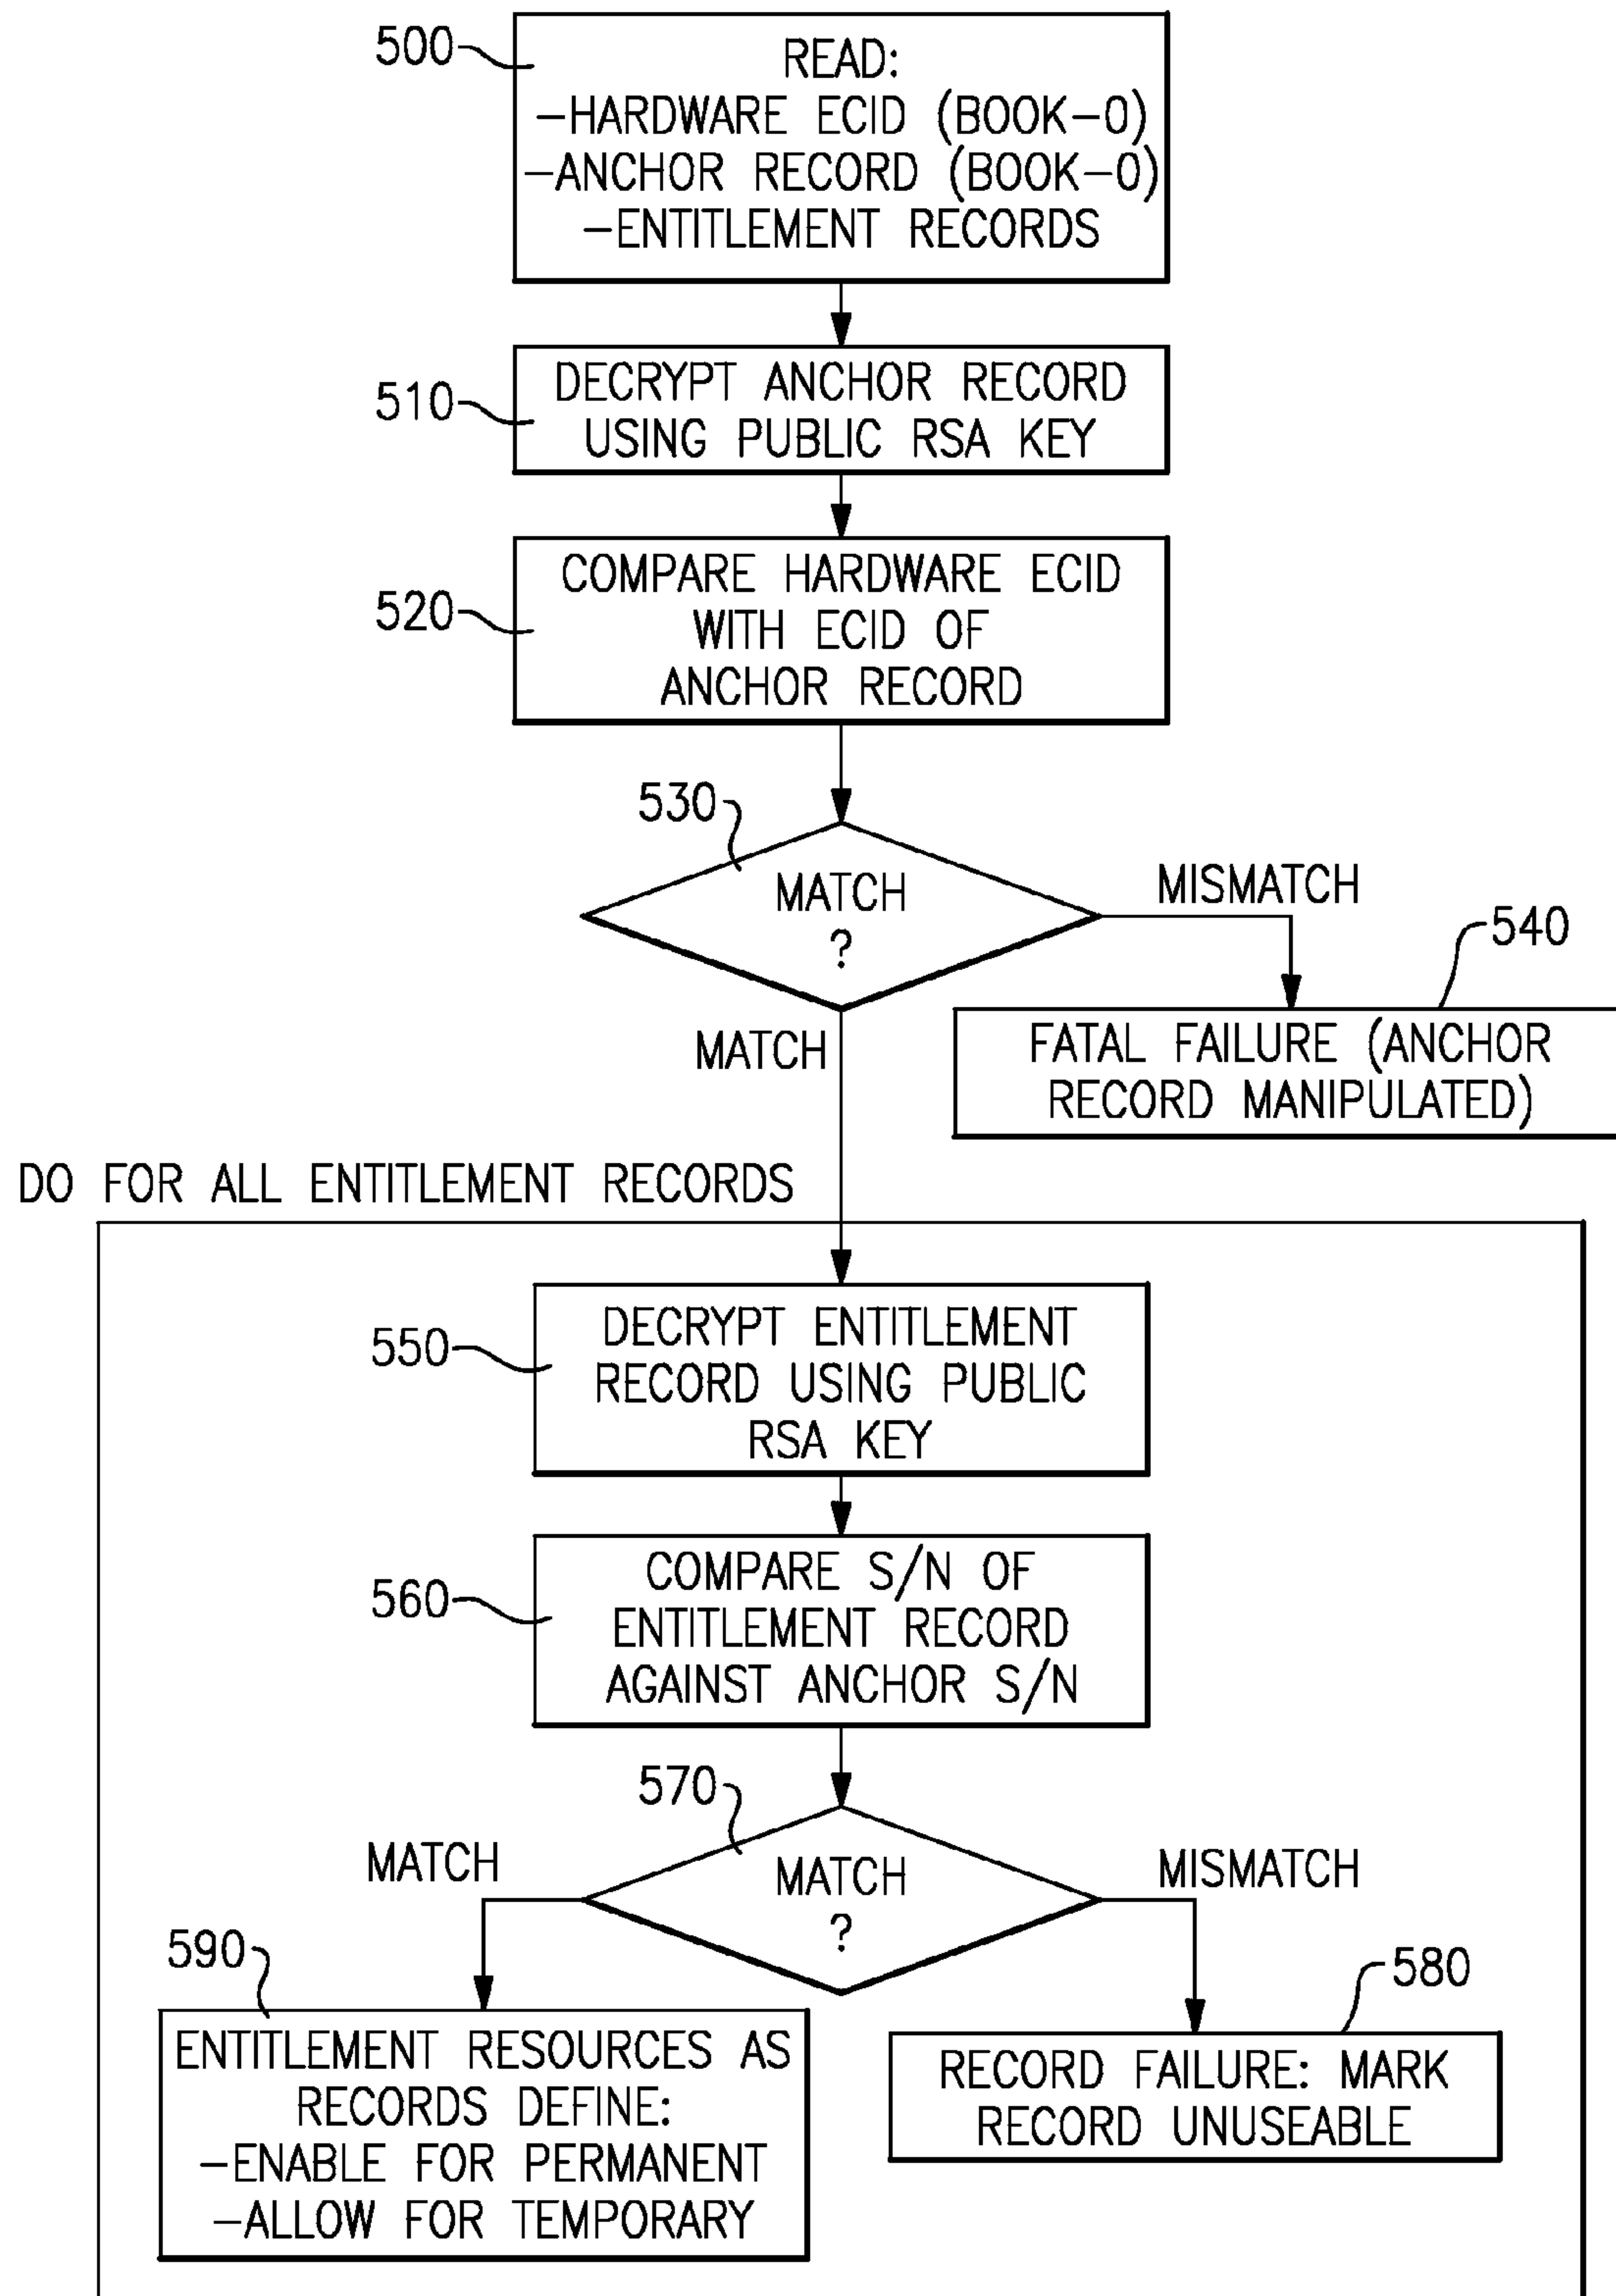 500
READ:
-HARDWARE ECID (BOOK-0)
-ANCHOR RECORD (BOOK-0)
-ENTITLEMENT RECORDS
510
DECRYPT ANCHOR RECORD
USING PUBLIC RSA KEY
520
COMPARE HARDWARE ECID
WITH ECID OF
ANCHOR RECORD
530
MATCH
?
MISMATCH
540
FATAL FAILURE (ANCHOR
RECORD MANIPULATED)
MATCH
DO FOR ALL ENTITLEMENT RECORDS
550
DECRYPT ENTITLEMENT
RECORD USING PUBLIC
RSA KEY
560
COMPARE S/N OF
ENTITLEMENT RECORD
AGAINST ANCHOR S/N
570
MATCH
?
MATCH
MISMATCH
590
ENTITLEMENT RESOURCES AS
RECORDS DEFINE:
-ENABLE FOR PERMANENT
-ALLOW FOR TEMPORARY
580
RECORD FAILURE: MARK
RECORD UNUSEABLE